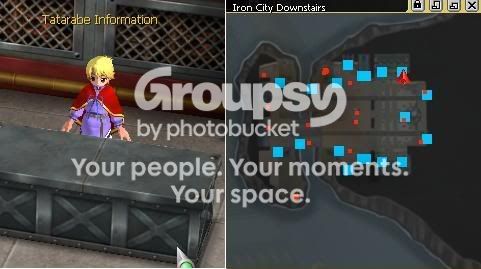 Tatarabe Information
Iron City Downstairs
Groupsy
by photobucket
Your people. Your moments.
Your space.